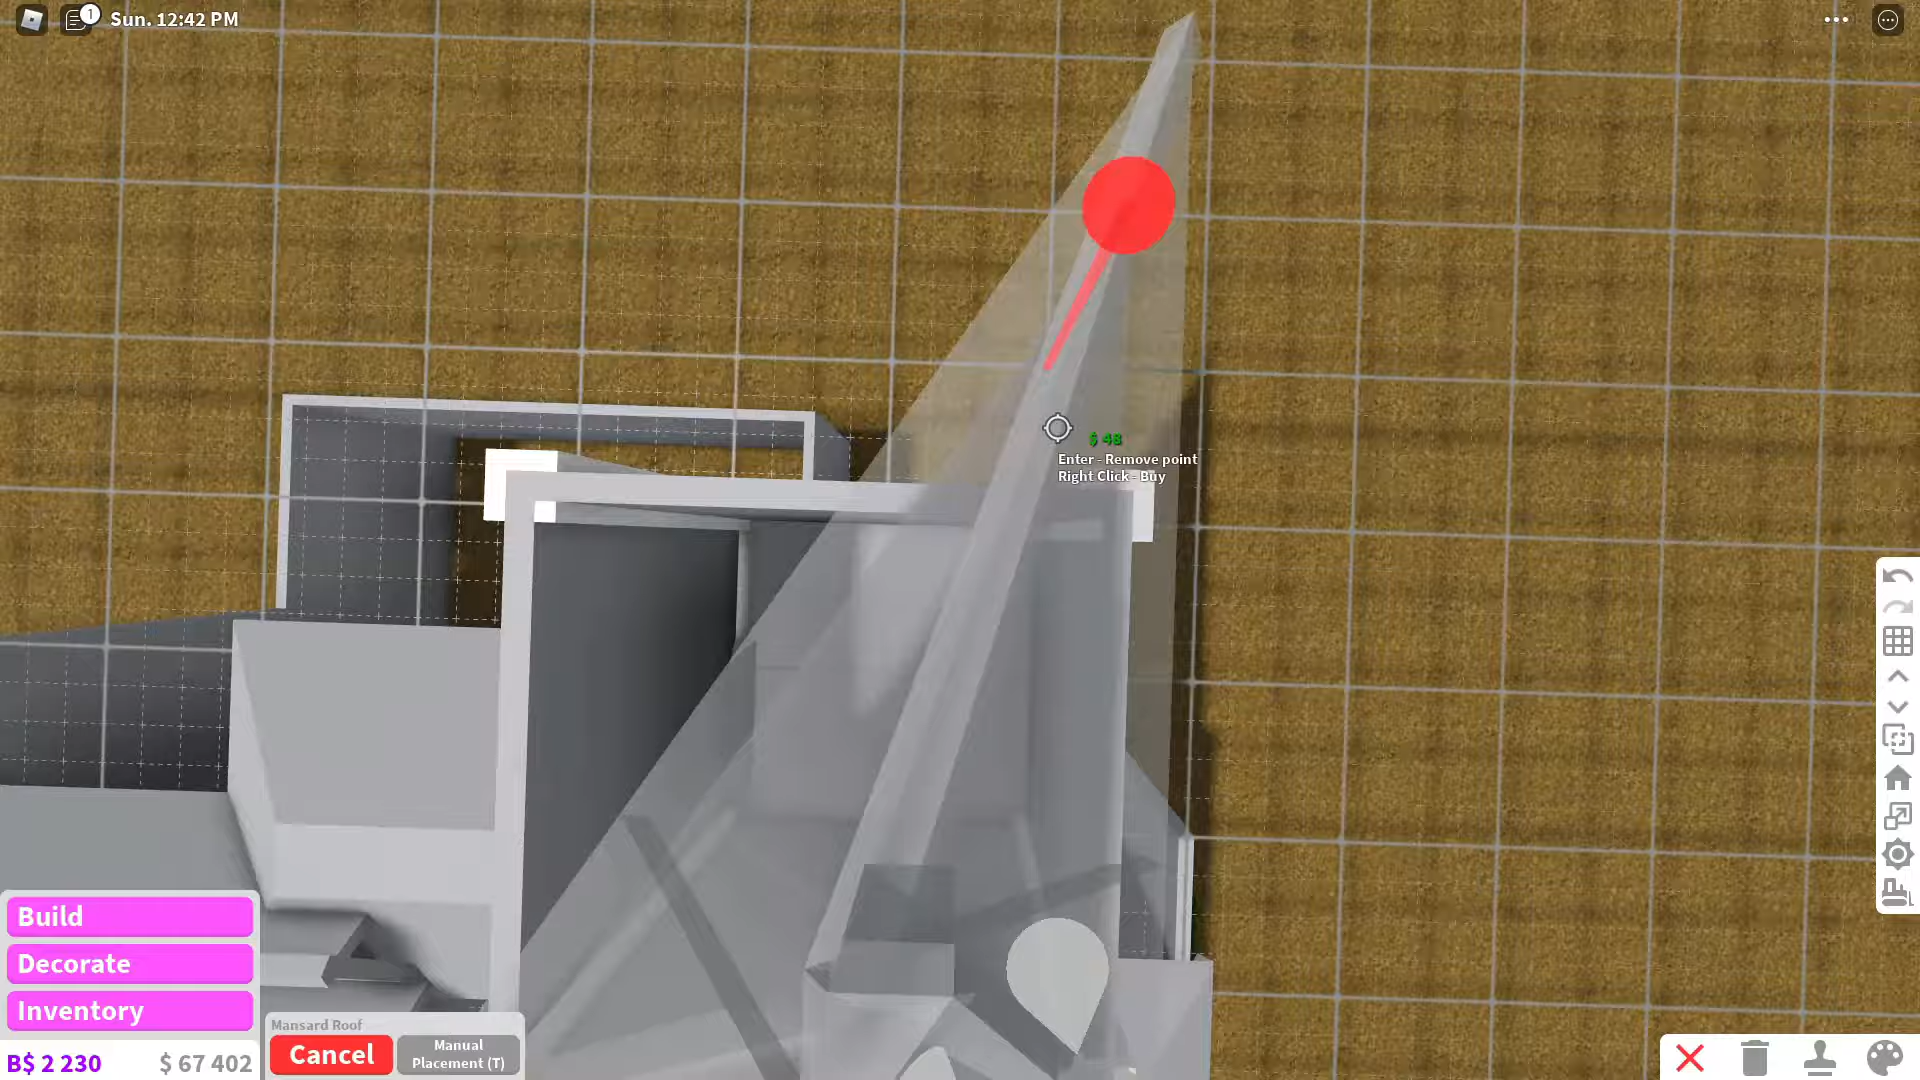 1
Sun. 12:42 PM
$ 48
Enter - Remove point
Right Click - Buy
Build
Decorate
Inventory
B$ 2 230
$ 67 402
Mansard Roof
Cancel
Manual
Placement (T)